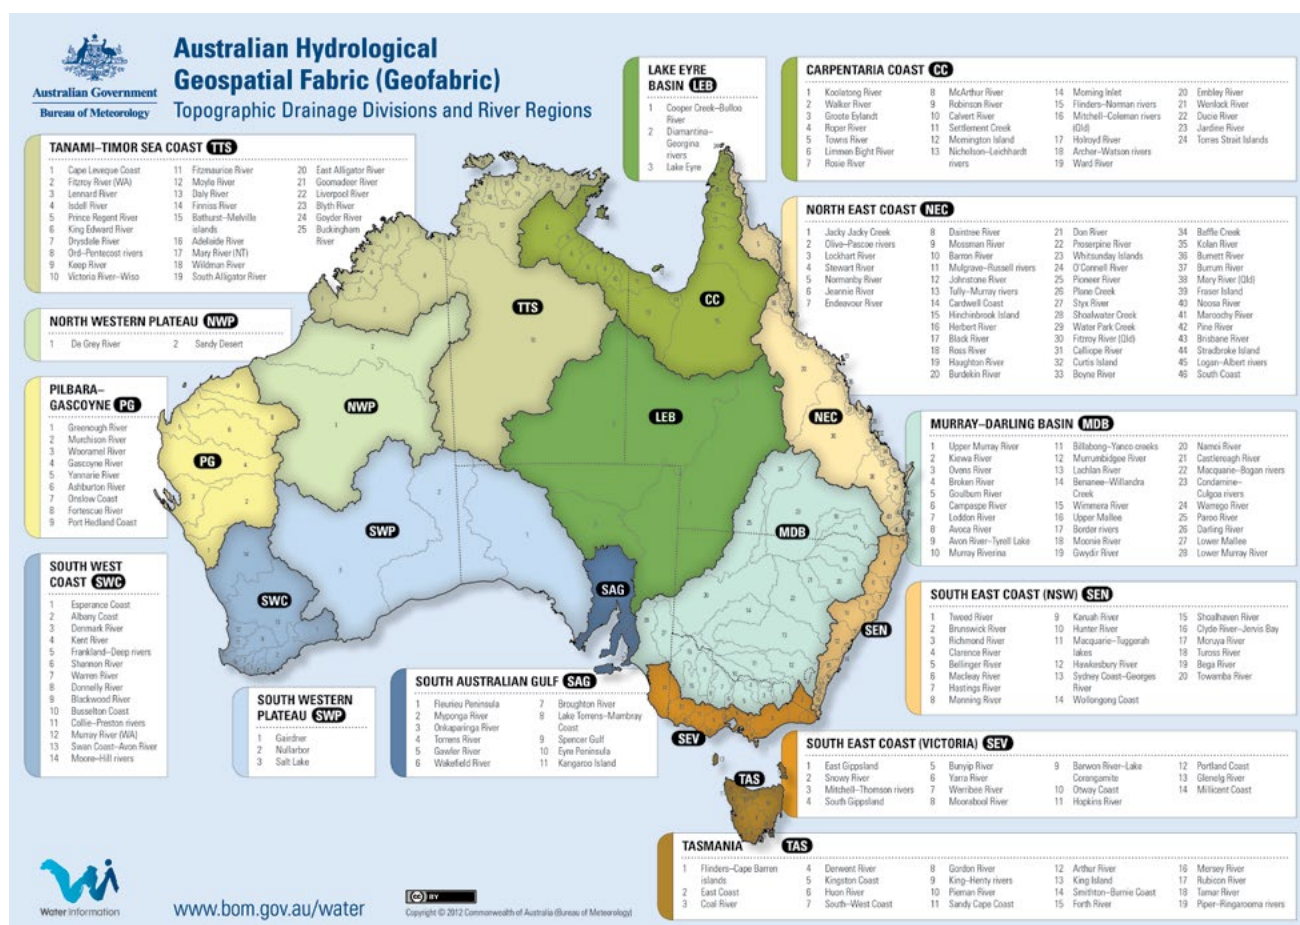 Australian Government
Bureau of Meteorology
Australian Hydrological
Geospatial Fabric (Geofabric)
Topographic Drainage Divisions and River Regions
TANAMI–TIMOR SEA COAST TTS
1 Cape Leveque Coast
2 Fitzroy River (WA)
3 Lennard River
4 Isdell River
5 Prince Regent River
6 King Edward River
7 Drysdale River
8 Ord–Pentecost rivers
9 Keep River
10 Victoria River–Wiso
11 Fitzmaurice River
12 Moyle River
13 Daly River
14 Finniss River
15 Bathurst–Melville
islands
16 Adelaide River
17 Mary River (NT)
18 Wildman River
19 South Alligator River
20 East Alligator River
21 Goomadeer River
22 Liverpool River
23 Blyth River
24 Goyder River
25 Buckingham
River
NORTH WESTERN PLATEAU NWP
1 De Grey River
2 Sandy Desert
PILBARA–
GASCOYNE PG
1 Greenough River
2 Murchison River
3 Wooramel River
4 Gascoyne River
5 Yannarie River
6 Ashburton River
7 Onslow Coast
8 Fortescue River
9 Port Hedland Coast
SOUTH WEST
COAST SWC
1 Esperance Coast
2 Albany Coast
3 Denmark River
4 Kent River
5 Frankland–Deep rivers
6 Shannon River
7 Warren River
8 Donnelly River
9 Blackwood River
10 Busselton Coast
11 Collie–Preston rivers
12 Murray River (WA)
13 Swan Coast–Avon River
14 Moore–Hill rivers
SOUTH WESTERN
PLATEAU SWP
1 Gairdner
2 Nullarbor
3 Salt Lake
SOUTH AUSTRALIAN GULF SAG
1 Fleurieu Peninsula
2 Myponga River
3 Onkaparinga River
4 Torrens River
5 Gawler River
6 Wakefield River
7 Broughton River
8 Lake Torrens–Mambray
Coast
9 Spencer Gulf
10 Eyre Peninsula
11 Kangaroo Island
LAKE EYRE
BASIN LEB
1 Cooper Creek–Bulloo
River
2 Diamantina–
Georgina
rivers
3 Lake Eyre
CARPENTARIA COAST CC
1 Koolatong River
2 Walker River
3 Groote Eylandt
4 Roper River
5 Towns River
6 Limmen Bight River
7 Rosie River
8 McArthur River
9 Robinson River
10 Calvert River
11 Settlement Creek
12 Mornington Island
13 Nicholson–Leichhardt
rivers
14 Morning Inlet
15 Flinders–Norman rivers
16 Mitchell–Coleman rivers
(Qld)
17 Holroyd River
18 Archer–Watson rivers
19 Ward River
20 Embley River
21 Wenlock River
22 Ducie River
23 Jardine River
24 Torres Strait Islands
NORTH EAST COAST NEC
1 Jacky Jacky Creek
2 Olive–Pascoe rivers
3 Lockhart River
4 Stewart River
5 Normanby River
6 Jeannie River
7 Endeavour River
8 Daintree River
9 Mossman River
10 Barron River
11 Mulgrave–Russell rivers
12 Johnstone River
13 Tully–Murray rivers
14 Cardwell Coast
15 Hinchinbrook Island
16 Herbert River
17 Black River
18 Ross River
19 Haughton River
20 Burdekin River
21 Don River
22 Proserpine River
23 Whitsunday Islands
24 O'Connell River
25 Pioneer River
26 Plane Creek
27 Styx River
28 Shoalwater Creek
29 Water Park Creek
30 Fitzroy River (Qld)
31 Calliope River
32 Curtis Island
33 Boyne River
34 Baffle Creek
35 Kolan River
36 Burnett River
37 Burrum River
38 Mary River (Qld)
39 Fraser Island
40 Noosa River
41 Maroochy River
42 Pine River
43 Brisbane River
44 Stradbroke Island
45 Logan–Albert rivers
46 South Coast
MURRAY–DARLING BASIN MDB
1 Upper Murray River
2 Kiewa River
3 Ovens River
4 Broken River
5 Goulburn River
6 Campaspe River
7 Loddon River
8 Avoca River
9 Avon River–Tyrell Lake
10 Murray Riverina
11 Billabong–Yanco creeks
12 Murrumbidgee River
13 Lachlan River
14 Benanee–Willandra
Creek
15 Wimmera River
16 Upper Mallee
17 Border rivers
18 Moonie River
19 Gwydir River
20 Namoi River
21 Castlereagh River
22 Macquarie–Bogan rivers
23 Condamine–
Culgoa rivers
24 Warrego River
25 Paroo River
26 Darling River
27 Lower Mallee
28 Lower Murray River
SOUTH EAST COAST (NSW) SEN
1 Tweed River
2 Brunswick River
3 Richmond River
4 Clarence River
5 Bellinger River
6 Macleay River
7 Hastings River
8 Manning River
9 Karuah River
10 Hunter River
11 Macquarie–Tuggerah
lakes
12 Hawkesbury River
13 Sydney Coast–Georges
River
14 Wollongong Coast
15 Shoalhaven River
16 Clyde River–Jervis Bay
17 Moruya River
18 Tuross River
19 Bega River
20 Towamba River
SOUTH EAST COAST (VICTORIA) SEV
1 East Gippsland
2 Snowy River
3 Mitchell–Thomson rivers
4 South Gippsland
5 Bunyip River
6 Yarra River
7 Werribee River
8 Moorabool River
9 Barwon River–Lake
Corangamite
10 Otway Coast
11 Hopkins River
12 Portland Coast
13 Glenelg River
14 Millicent Coast
TASMANIA TAS
1 Flinders–Cape Barren
islands
2 East Coast
3 Coal River
4 Derwent River
5 Kingston Coast
6 Huon River
7 South–West Coast
8 Gordon River
9 King–Henty rivers
10 Pieman River
11 Sandy Cape Coast
12 Arthur River
13 King Island
14 Smithton–Burnie Coast
15 Forth River
16 Mersey River
17 Rubicon River
18 Tamar River
19 Piper–Ringarooma rivers
TTS
CC
NWP
LEB
NEC
PG
SWP
MDB
SWC
SAG
SEN
SEV
TAS
Water Information
www.bom.gov.au/water
cc BY
Copyright © 2012 Commonwealth of Australia (Bureau of Meteorology)